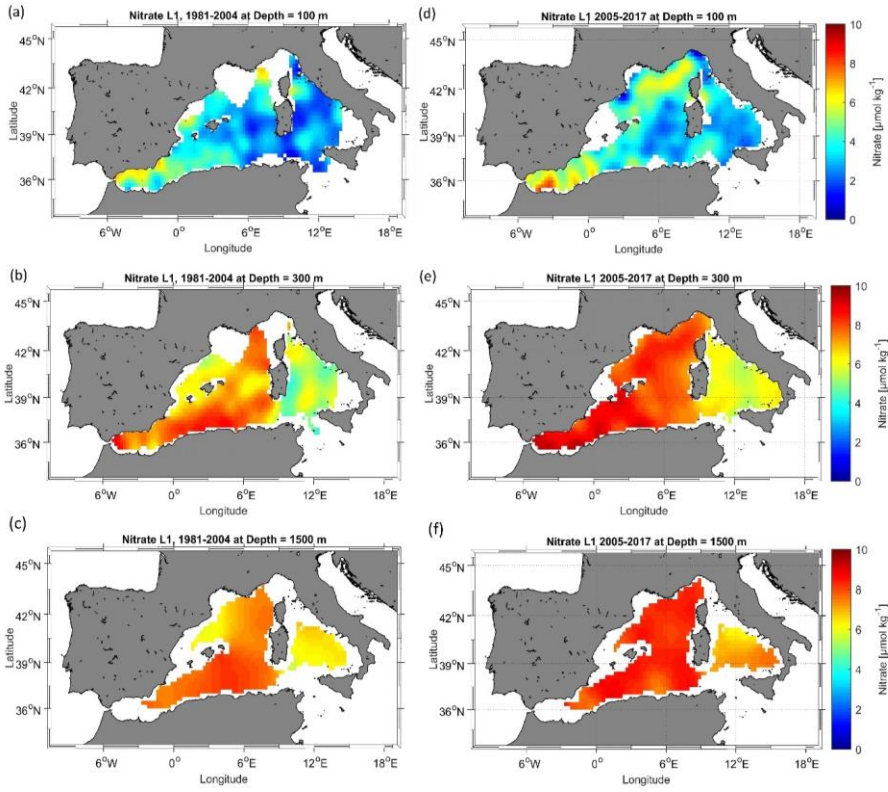 (a)
Nitrate L1, 1981-2004 at Depth = 100 m
45°N
42°N
39°N
36°N
Latitude
6°W 0° 6°E 12°E 18°E
Longitude
(d)
Nitrate L1 2005-2017 at Depth = 100 m
45°N
42°N
39°N
36°N
Latitude
6°W 0° 6°E 12°E 18°E
Longitude
10
8
6
4
2
0
Nitrate [µmol kg⁻¹]
(b)
Nitrate L1, 1981-2004 at Depth = 300 m
45°N
42°N
39°N
36°N
Latitude
6°W 0° 6°E 12°E 18°E
Longitude
(e)
Nitrate L1 2005-2017 at Depth = 300 m
45°N
42°N
39°N
36°N
Latitude
6°W 0° 6°E 12°E 18°E
Longitude
10
8
6
4
2
0
Nitrate [µmol kg⁻¹]
(c)
Nitrate L1, 1981-2004 at Depth = 1500 m
45°N
42°N
39°N
36°N
Latitude
6°W 0° 6°E 12°E 18°E
Longitude
(f)
Nitrate L1 2005-2017 at Depth = 1500 m
45°N
42°N
39°N
36°N
Latitude
6°W 0° 6°E 12°E 18°E
Longitude
10
8
6
4
2
0
Nitrate [µmol kg⁻¹]